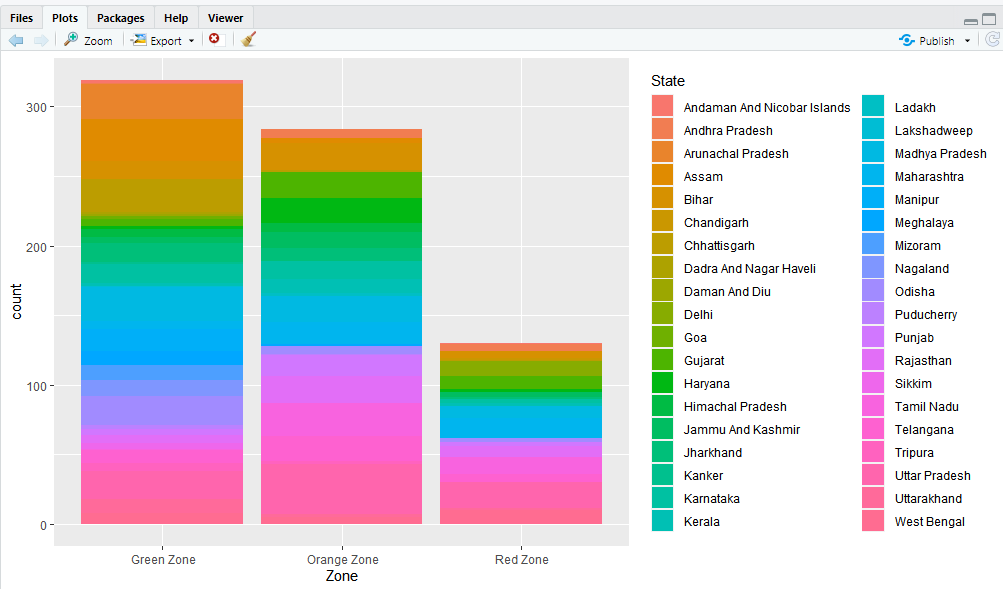 Files Plots Packages Help Viewer
Zoom Export Publish
300
200
100
0
count
Green Zone Orange Zone Red Zone
Zone
State
Andaman And Nicobar Islands
Andhra Pradesh
Arunachal Pradesh
Assam
Bihar
Chandigarh
Chhattisgarh
Dadra And Nagar Haveli
Daman And Diu
Delhi
Goa
Gujarat
Haryana
Himachal Pradesh
Jammu And Kashmir
Jharkhand
Kanker
Karnataka
Kerala
Ladakh
Lakshadweep
Madhya Pradesh
Maharashtra
Manipur
Meghalaya
Mizoram
Nagaland
Odisha
Puducherry
Punjab
Rajasthan
Sikkim
Tamil Nadu
Telangana
Tripura
Uttar Pradesh
Uttarakhand
West Bengal